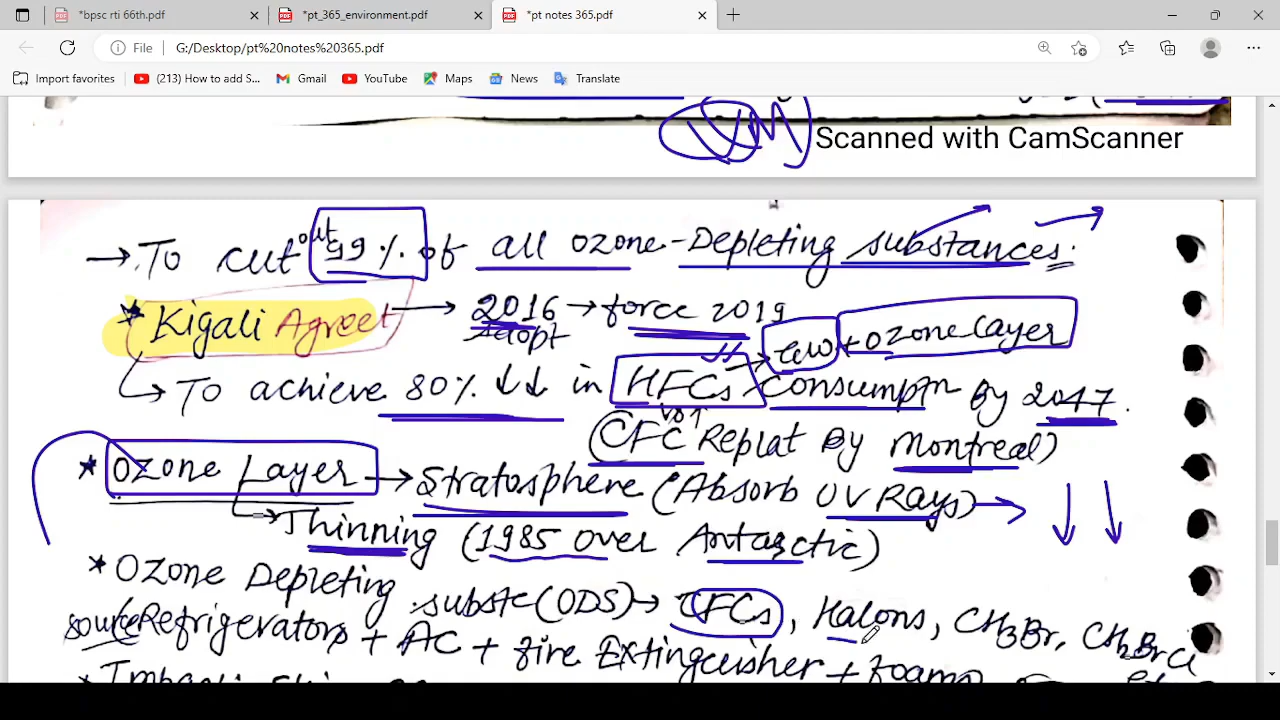 *bpsc rti 66th.pdf
*pt_365_environment.pdf
*pt notes 365.pdf
File G:/Desktop/pt%20notes%20365.pdf
Import favorites
(213) How to add S...
Gmail
YouTube
Maps
News
Translate
Scanned with CamScanner
→ To cut out 99% of all ozone-Depleting substances.
* Kigali Agreet → 2016 → force 2019
Adopt
GW + Ozone Layer
↳ To achieve 80% ↓↓ in HFCs consumptn By 2047.
(CFC Replat By Montreal)
* Ozone Layer → Stratosphere (Absorb UV Rays)
→ Thinning (1985 over Antarctic)
* Ozone Depleting subste (ODS) → CFCs, Halons, CH3Br, CH2BrCl
source (Refrigerators + AC + fire Extinguisher + foams